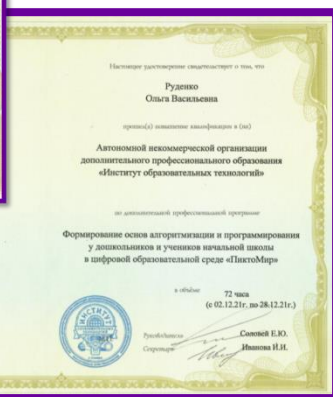 Настоящее удостоверение свидетельствует о том, что
Руденко
Ольга Васильевна
прошел(а) повышение квалификации в (на)
Автономной некоммерческой организации
дополнительного профессионального образования
«Институт образовательных технологий»
по дополнительной профессиональной программе
Формирование основ алгоритмизации и программирования
у дошкольников и учеников начальной школы
в цифровой образовательной среде «ПиктоМир»
в объёме
72 часа
(с 02.12.21г. по 28.12.21г.)
ИНСТИТУТ
Руководитель Соловей Е.Ю.
Секретарь Иванова И.И.